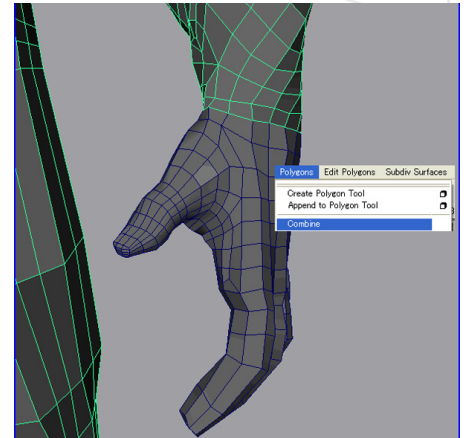 Polygons Edit Polygons Subdiv Surfaces
Create Polygon Tool
Append to Polygon Tool
Combine